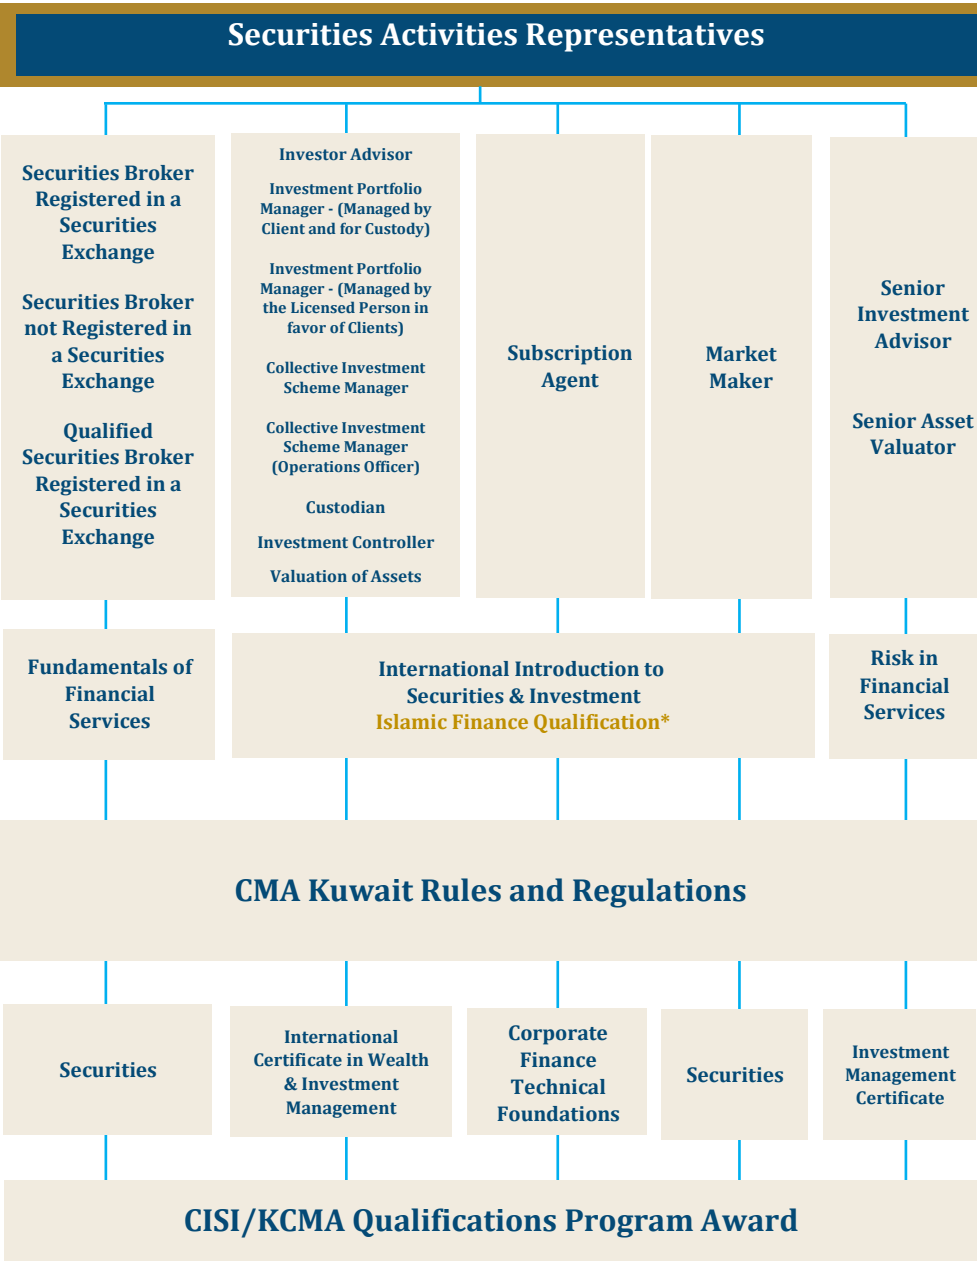 Securities Activities Representatives
Securities Broker
Registered in a
Securities
Exchange
Securities Broker
not Registered in
a Securities
Exchange
Qualified
Securities Broker
Registered in a
Securities
Exchange
Investor Advisor
Investment Portfolio
Manager - (Managed by
Client and for Custody)
Investment Portfolio
Manager - (Managed by
the Licensed Person in
favor of Clients)
Collective Investment
Scheme Manager
Collective Investment
Scheme Manager
(Operations Officer)
Custodian
Investment Controller
Valuation of Assets
Subscription
Agent
Market
Maker
Senior
Investment
Advisor
Senior Asset
Valuator
Fundamentals of
Financial
Services
International Introduction to
Securities & Investment
Islamic Finance Qualification*
Risk in
Financial
Services
CMA Kuwait Rules and Regulations
Securities
International
Certificate in Wealth
& Investment
Management
Corporate
Finance
Technical
Foundations
Securities
Investment
Management
Certificate
CISI/KCMA Qualifications Program Award